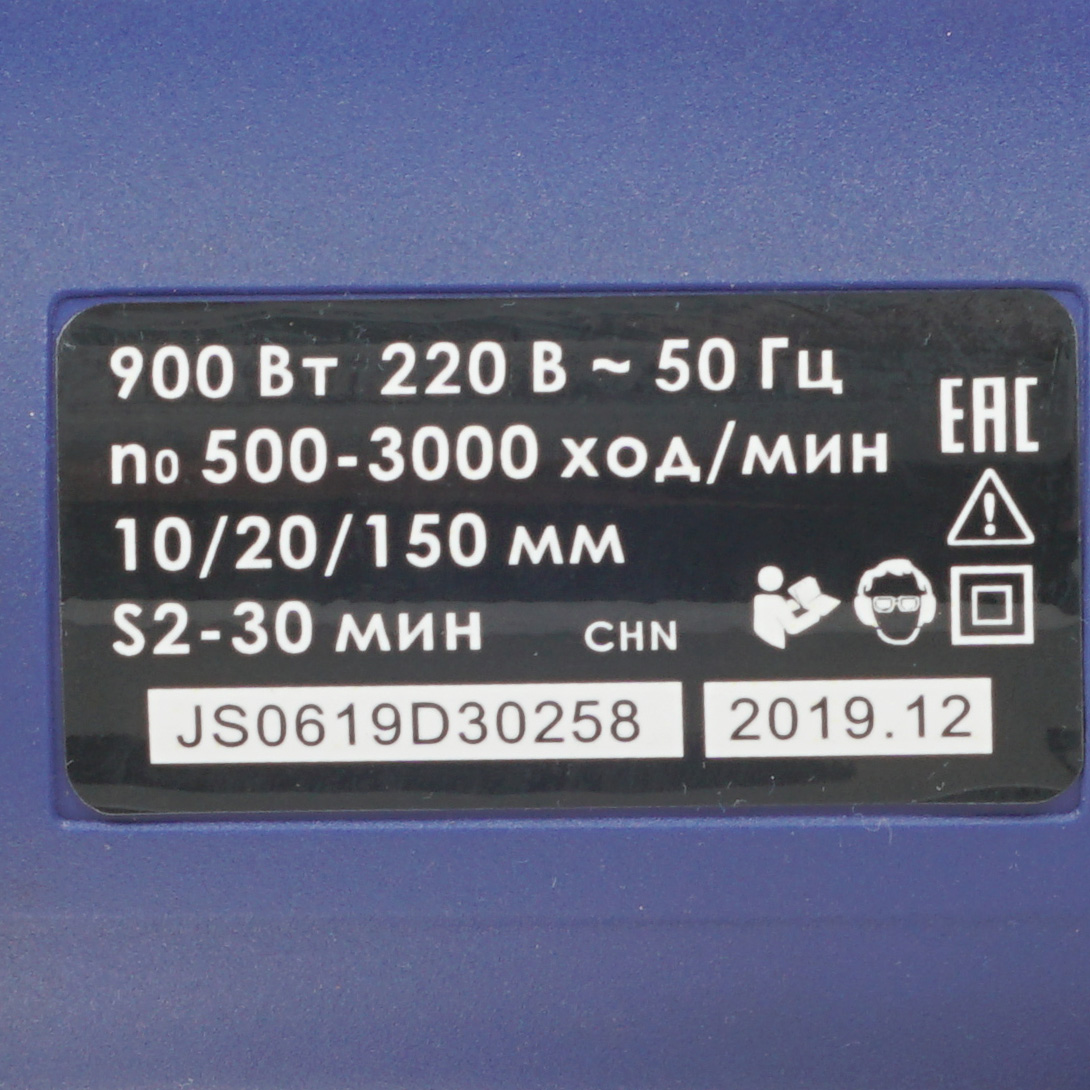 900 Вт 220 В ~ 50 Гц
n₀ 500-3000 ход/мин
EAC
10/20/150 мм
S2-30 мин CHN
JS0619D30258 2019.12